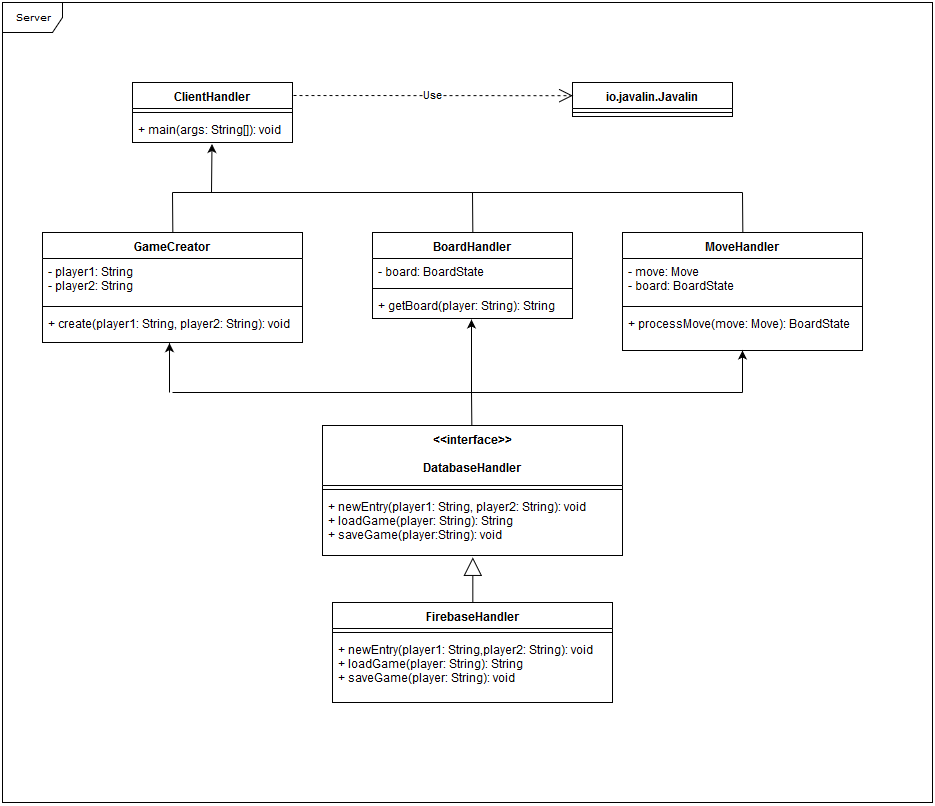 Server
ClientHandler
+ main(args: String[]): void
Use
io.javalin.Javalin
GameCreator
- player1: String
- player2: String
+ create(player1: String, player2: String): void
BoardHandler
- board: BoardState
+ getBoard(player: String): String
MoveHandler
- move: Move
- board: BoardState
+ processMove(move: Move): BoardState
<<interface>>
DatabaseHandler
+ newEntry(player1: String, player2: String): void
+ loadGame(player: String): String
+ saveGame(player:String): void
FirebaseHandler
+ newEntry(player1: String,player2: String): void
+ loadGame(player: String): String
+ saveGame(player: String): void